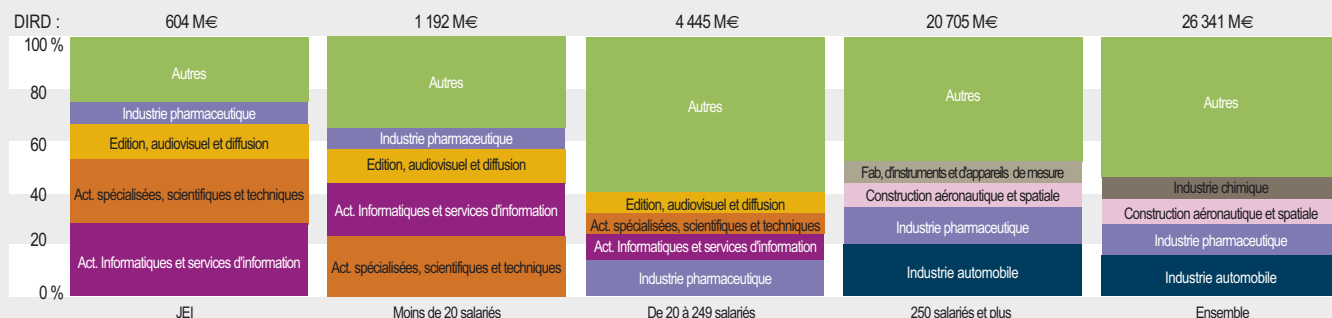 DIRD : 604 M€ 1 192 M€ 4 445 M€ 20 705 M€ 26 341 M€
100 %
80
60
40
20
0 %
Autres
Industrie pharmaceutique
Edition, audiovisuel et diffusion
Act. spécialisées, scientifiques et techniques
Act. Informatiques et services d'information
JEI
Autres
Industrie pharmaceutique
Edition, audiovisuel et diffusion
Act. Informatiques et services d'information
Act. spécialisées, scientifiques et techniques
Moins de 20 salariés
Autres
Edition, audiovisuel et diffusion
Act. spécialisées, scientifiques et techniques
Act. Informatiques et services d'information
Industrie pharmaceutique
De 20 à 249 salariés
Autres
Fab, d'instruments et d'appareils de mesure
Construction aéronautique et spatiale
Industrie pharmaceutique
Industrie automobile
250 salariés et plus
Autres
Industrie chimique
Construction aéronautique et spatiale
Industrie pharmaceutique
Industrie automobile
Ensemble